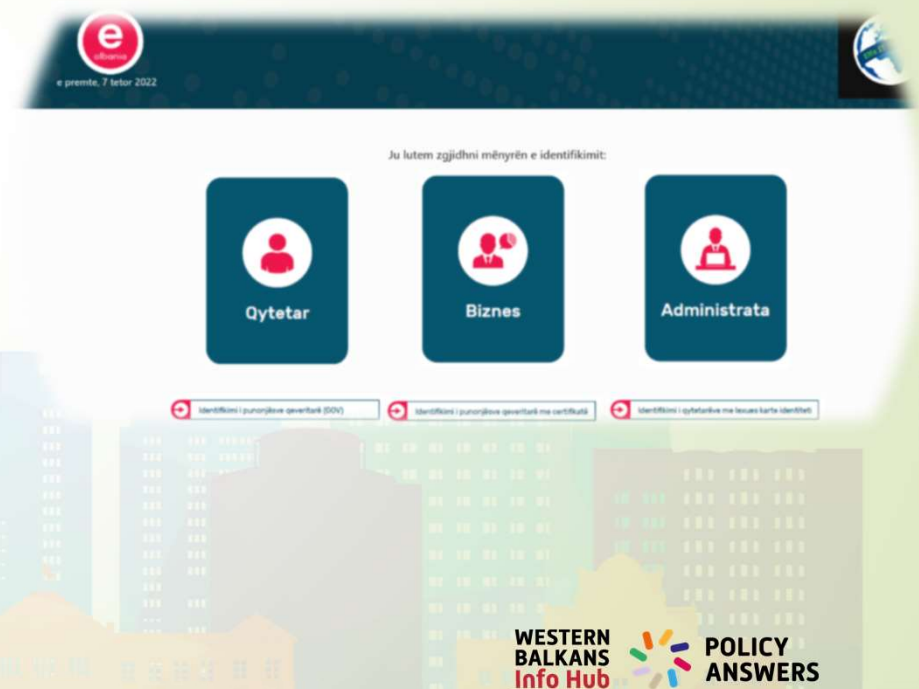 e
albania
e premte, 7 tetor 2022
Ju lutem zgjidhni mënyrën e identifikimit:
Qytetar
Biznes
Administrata
Identifikimi i punonjësve qeveritarë (GOV)
Identifikimi i punonjësve qeveritarë me certifikatë
Identifikimi i qytetarëve me lexues karte identiteti
WESTERN
BALKANS
Info Hub
POLICY
ANSWERS